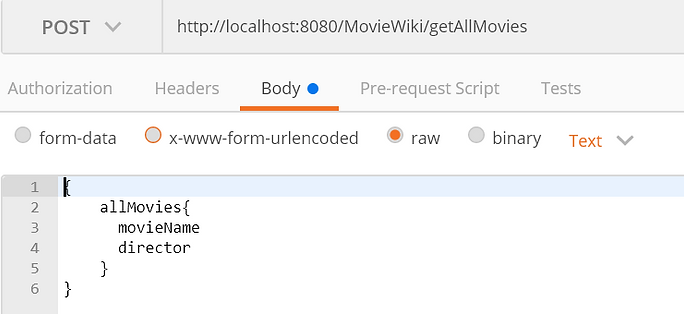 POST http://localhost:8080/MovieWiki/getAllMovies
Authorization Headers Body Pre-request Script Tests
form-data x-www-form-urlencoded raw binary Text
1 {
2 allMovies{
3 movieName
4 director
5 }
6 }